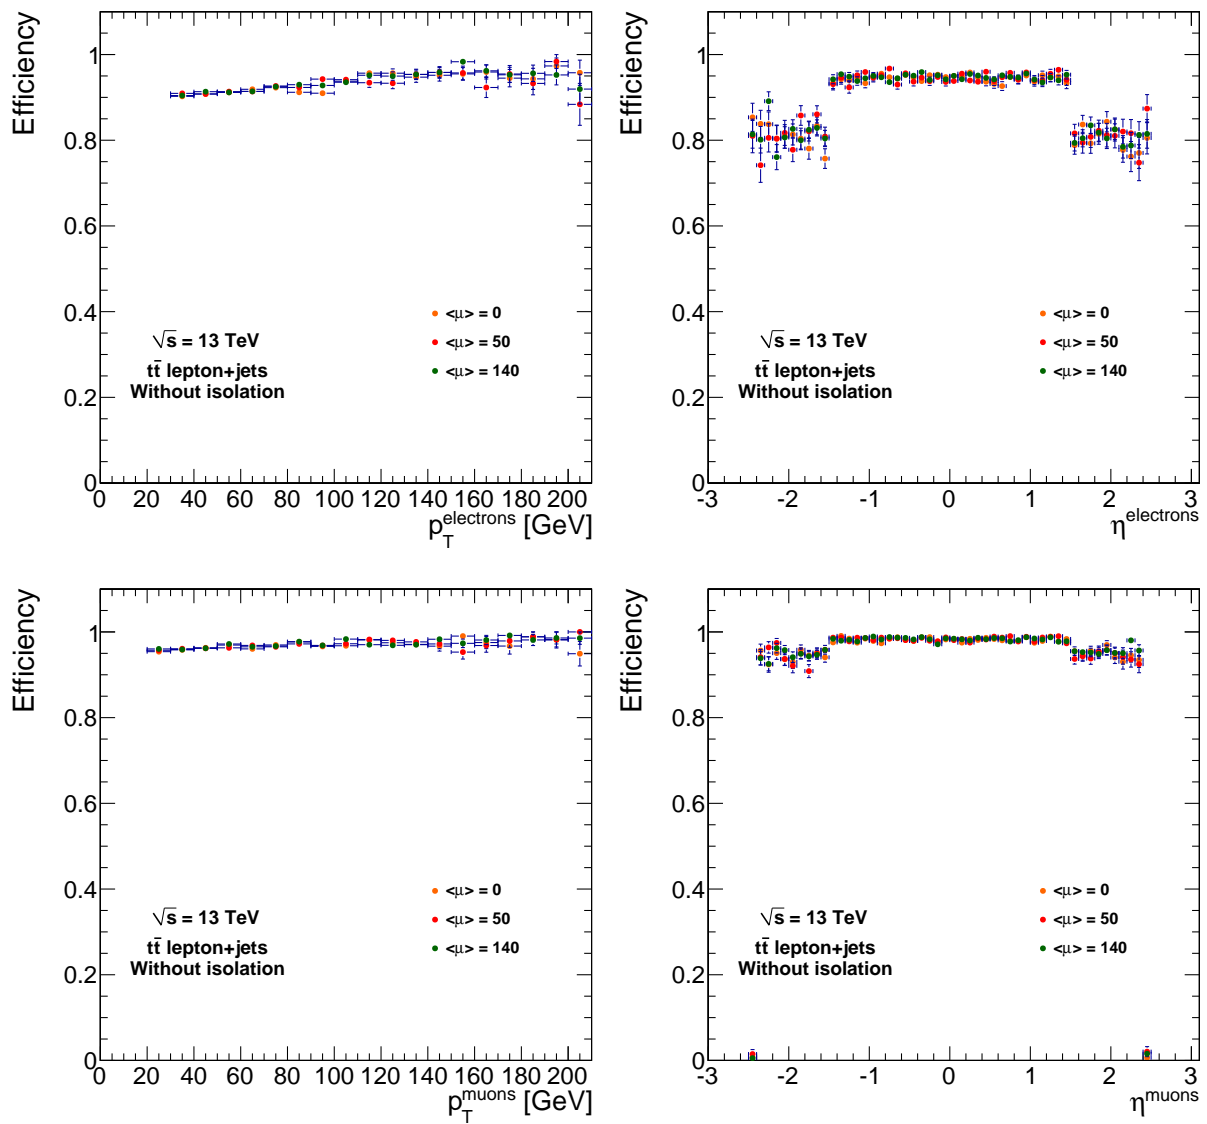 Efficiency
1
0.8
0.6
0.4
0.2
0
<μ> = 0
<μ> = 50
<μ> = 140
√s = 13 TeV
tt̄ lepton+jets
Without isolation
0 20 40 60 80 100 120 140 160 180 200
p_T^electrons [GeV]
Efficiency
1
0.8
0.6
0.4
0.2
0
<μ> = 0
<μ> = 50
<μ> = 140
√s = 13 TeV
tt̄ lepton+jets
Without isolation
-3 -2 -1 0 1 2 3
η^electrons
Efficiency
1
0.8
0.6
0.4
0.2
0
<μ> = 0
<μ> = 50
<μ> = 140
√s = 13 TeV
tt̄ lepton+jets
Without isolation
0 20 40 60 80 100 120 140 160 180 200
p_T^muons [GeV]
Efficiency
1
0.8
0.6
0.4
0.2
0
<μ> = 0
<μ> = 50
<μ> = 140
√s = 13 TeV
tt̄ lepton+jets
Without isolation
-3 -2 -1 0 1 2 3
η^muons